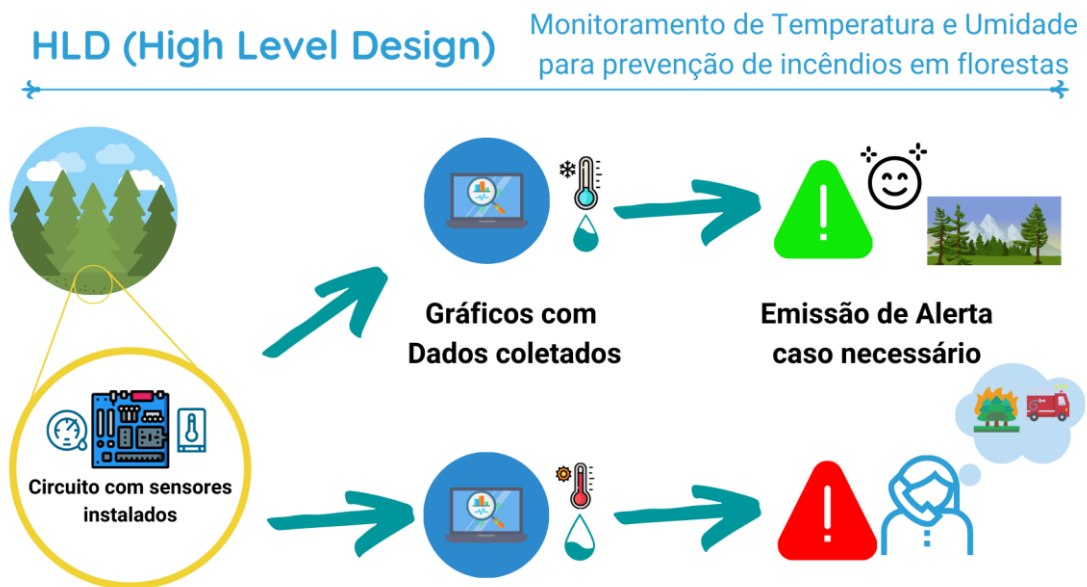 HLD (High Level Design)
Monitoramento de Temperatura e Umidade
para prevenção de incêndios em florestas
Gráficos com
Dados coletados
Emissão de Alerta
caso necessário
Circuito com sensores
instalados